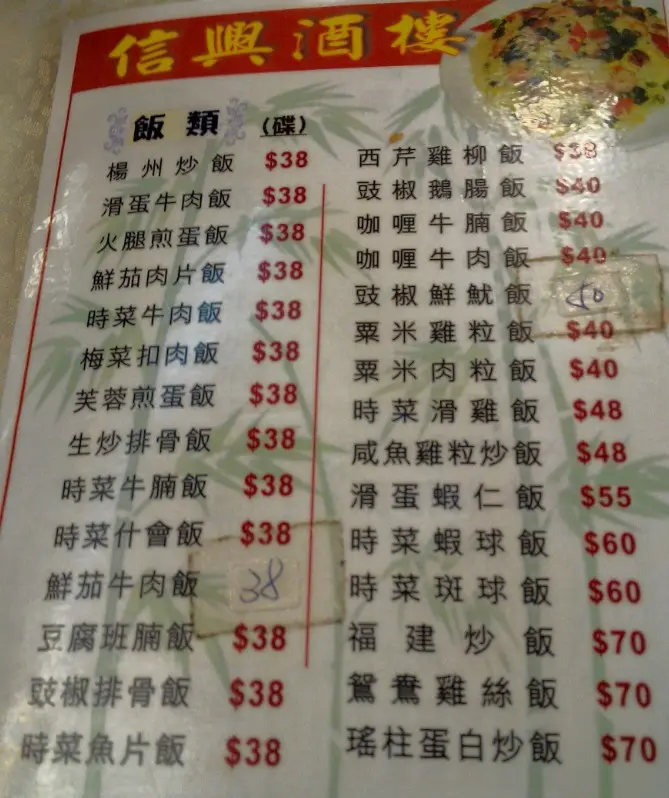 信興酒樓
飯類 (碟)
楊州炒飯 $38
滑蛋牛肉飯 $38
火腿煎蛋飯 $38
鮮茄肉片飯 $38
時菜牛肉飯 $38
梅菜扣肉飯 $38
芙蓉煎蛋飯 $38
生炒排骨飯 $38
時菜牛腩飯 $38
時菜什會飯 $38
鮮茄牛肉飯 38
豆腐班腩飯 $38
豉椒排骨飯 $38
時菜魚片飯 $38
西芹雞柳飯 $38
豉椒鵝腸飯 $40
咖喱牛腩飯 $40
咖喱牛肉飯 $40
豉椒鮮魷飯 50
粟米雞粒飯 $40
粟米肉粒飯 $40
時菜滑雞飯 $48
咸魚雞粒炒飯 $48
滑蛋蝦仁飯 $55
時菜蝦球飯 $60
時菜斑球飯 $60
福建炒飯 $70
鴛鴦雞絲飯 $70
瑤柱蛋白炒飯 $70